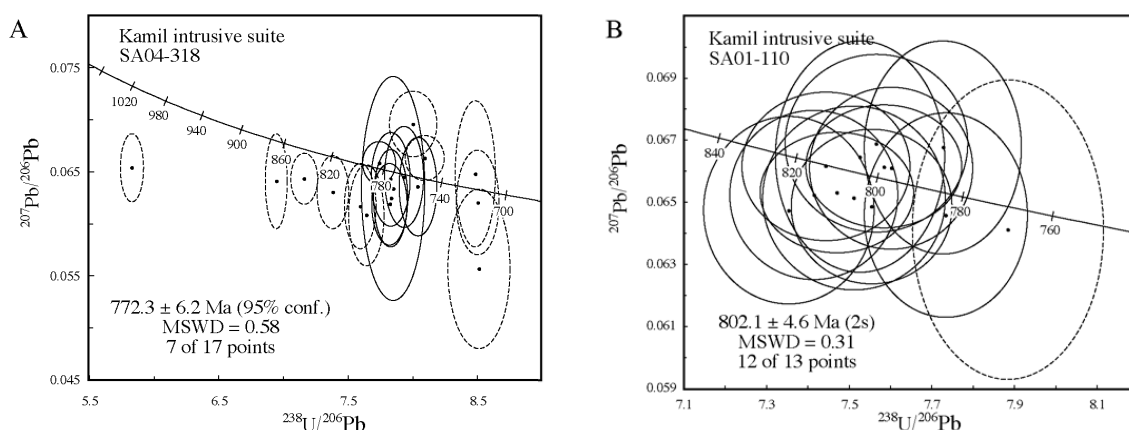 A
Kamil intrusive suite
SA04-318
0.075
0.065
0.055
0.045
207Pb/206Pb
1020
980
940
900
860
820
780
740
700
772.3 ± 6.2 Ma (95% conf.)
MSWD = 0.58
7 of 17 points
5.5
6.5
7.5
8.5
238U/206Pb
B
Kamil intrusive suite
SA01-110
0.069
0.067
0.065
0.063
0.061
0.059
207Pb/206Pb
840
820
800
780
760
802.1 ± 4.6 Ma (2s)
MSWD = 0.31
12 of 13 points
7.1
7.3
7.5
7.7
7.9
8.1
238U/206Pb